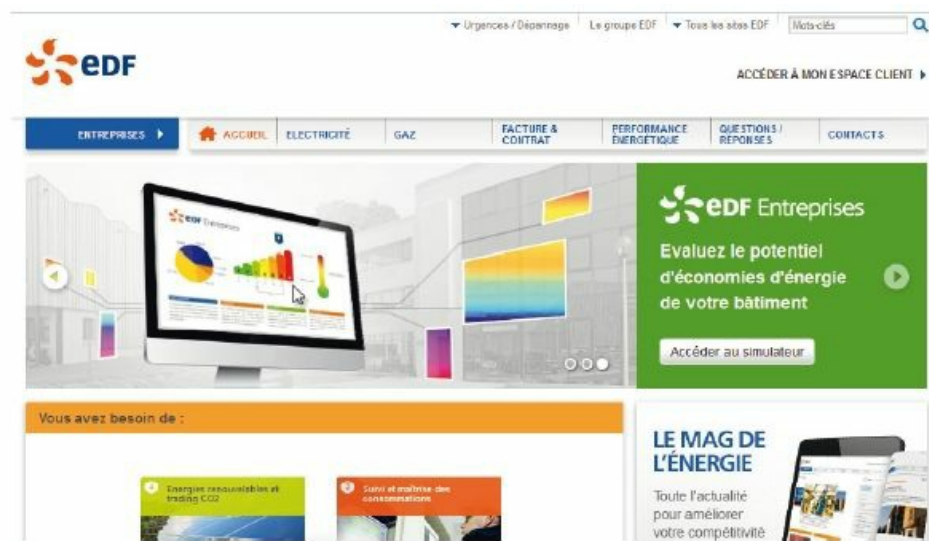 Urgences / Dépannage Le groupe EDF Tous les sites EDF Mots-clés
eDF
ACCÉDER À MON ESPACE CLIENT
ENTREPRISES ACCUEIL ELECTRICITÉ GAZ FACTURE & CONTRAT PERFORMANCE ÉNERGÉTIQUE QUESTIONS / RÉPONSES CONTACTS
eDF Entreprises
eDF Entreprises
Evaluez le potentiel
d'économies d'énergie
de votre bâtiment
Accéder au simulateur
Vous avez besoin de :
4 Energies renouvelables et
trading CO2
Suivi et maîtrise des
consommations
LE MAG DE
L'ÉNERGIE
Toute l'actualité
pour améliorer
votre compétitivité